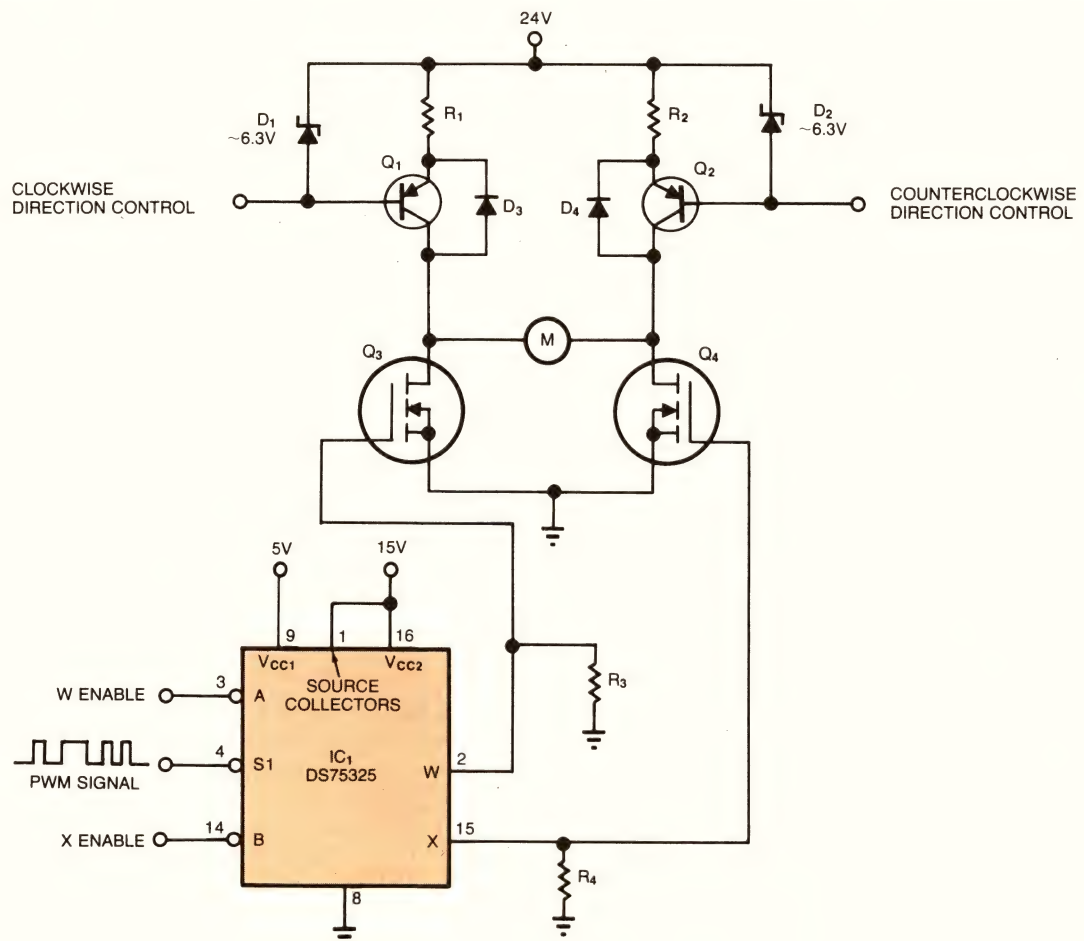 24V
D1
~6.3V
R1
R2
D2
~6.3V
Q1
Q2
CLOCKWISE
DIRECTION CONTROL
D3
D4
COUNTERCLOCKWISE
DIRECTION CONTROL
M
Q3
Q4
5V
15V
9
1
16
VCC1
VCC2
SOURCE
COLLECTORS
W ENABLE
3
A
R3
4
S1
IC1
DS75325
W
2
PWM SIGNAL
X ENABLE
14
B
X
15
R4
8